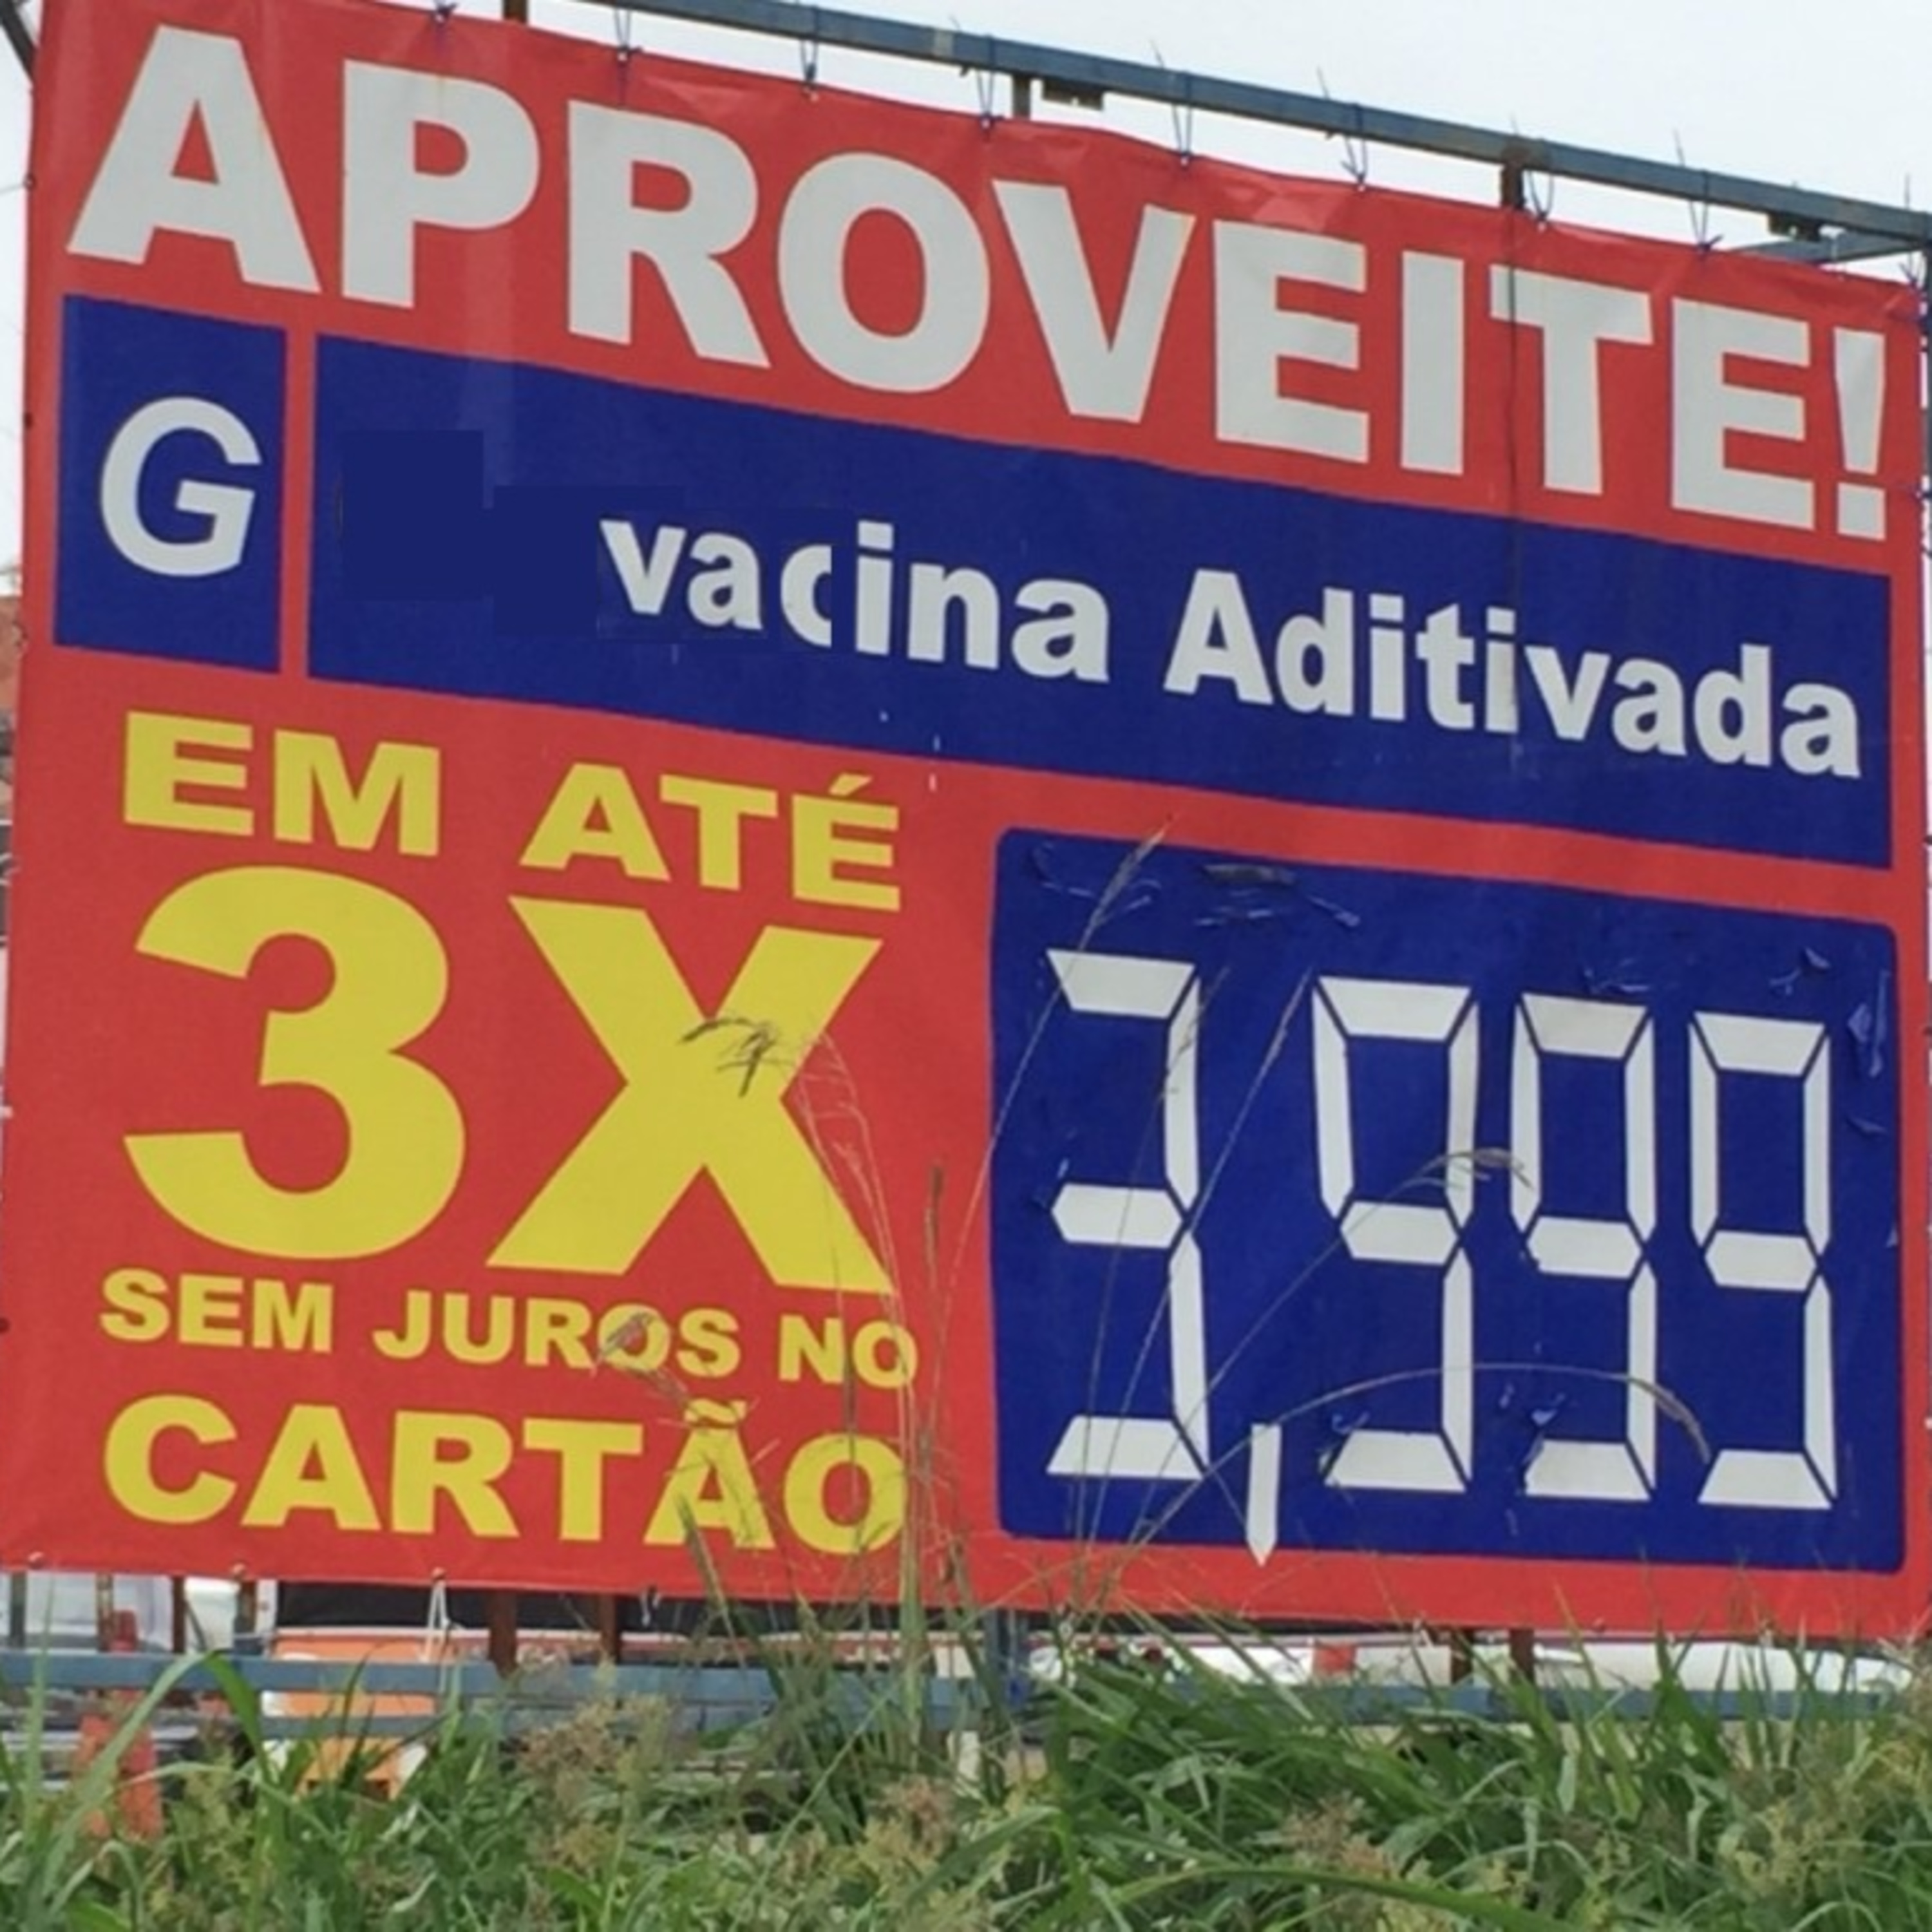 APROVEITE!
G vacina Aditivada
EM ATÉ
3X
SEM JUROS NO
CARTÃO
3,999